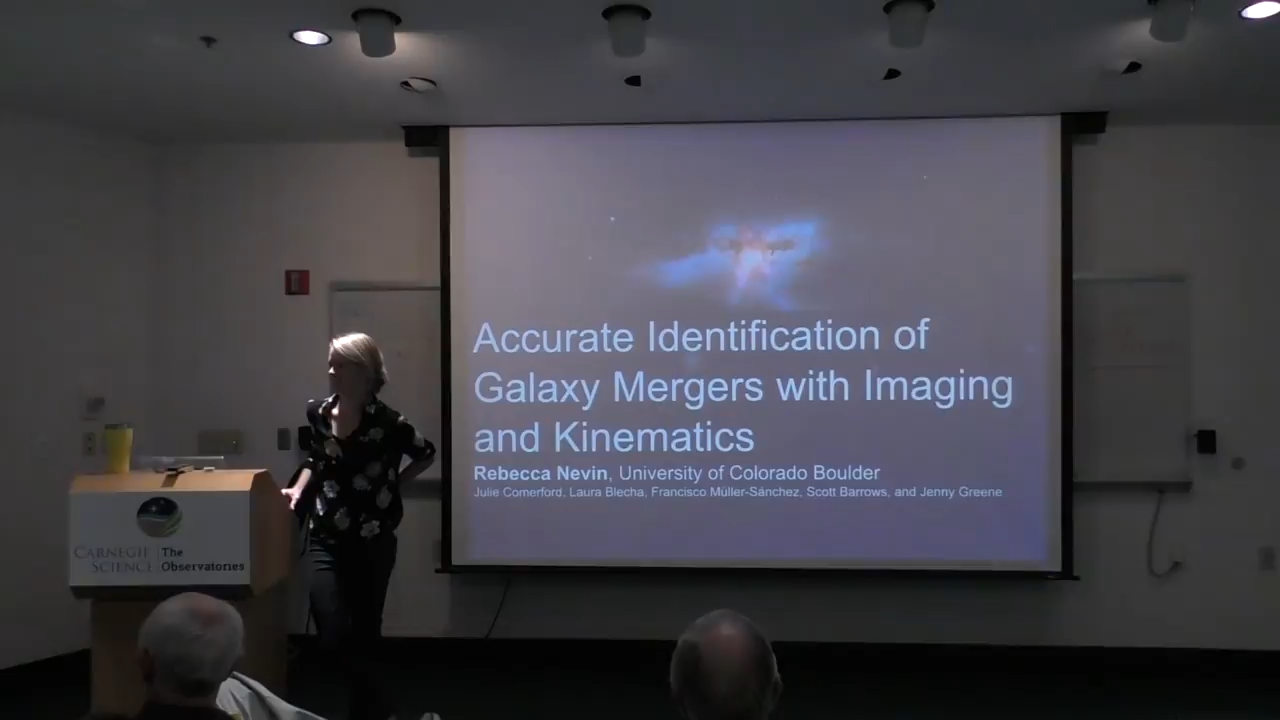 Accurate Identification of
Galaxy Mergers with Imaging
and Kinematics
Rebecca Nevin, University of Colorado Boulder
Julie Comerford, Laura Blecha, Francisco Müller-Sánchez, Scott Barrows, and Jenny Greene
CARNEGIE SCIENCE
The Observatories